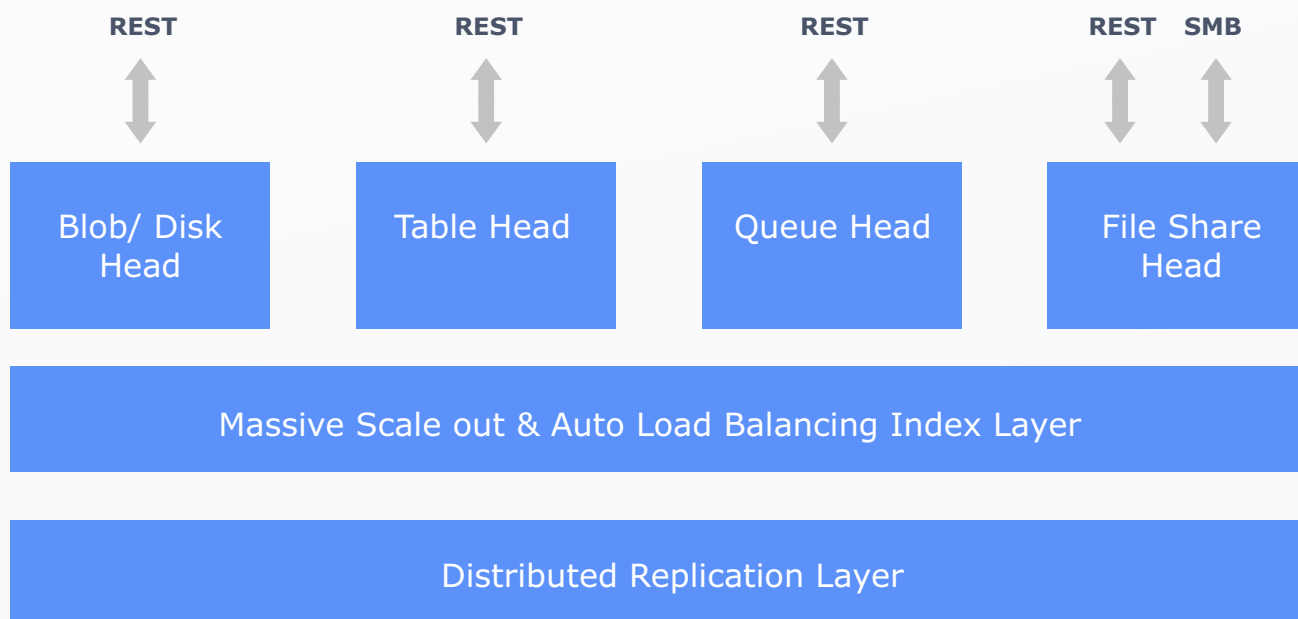 REST
REST
REST
REST SMB
Blob/ Disk
Head
Table Head
Queue Head
File Share
Head
Massive Scale out & Auto Load Balancing Index Layer
Distributed Replication Layer